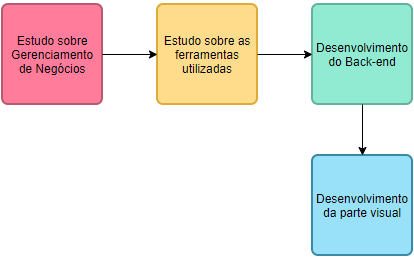 Estudo sobre
Gerenciamento
de Negócios
Estudo sobre as
ferramentas
utilizadas
Desenvolvimento
do Back-end
Desenvolvimento
da parte visual